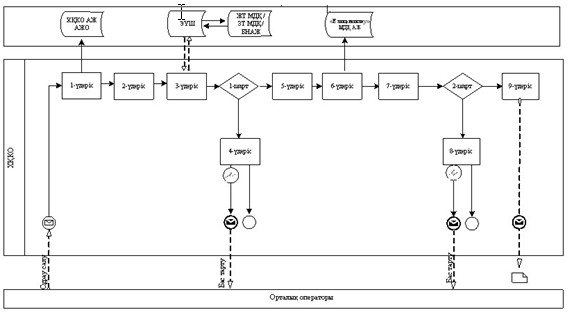 ХҚКО АЖ
АЖО
ЭҮШ
ЖТ МДҚ /
ЗТ МДҚ/
БНАЖ
МДҚ АЖ
1-үдеріс
2-үдеріс
3-үдеріс
1-шарт
5-үдеріс
6-үдеріс
7-үдеріс
2-шарт
9-үдеріс
4-үдеріс
8-үдеріс
ХҚКО
Сұрау салу
Бас тарту
Бас тарту
Орталық операторы